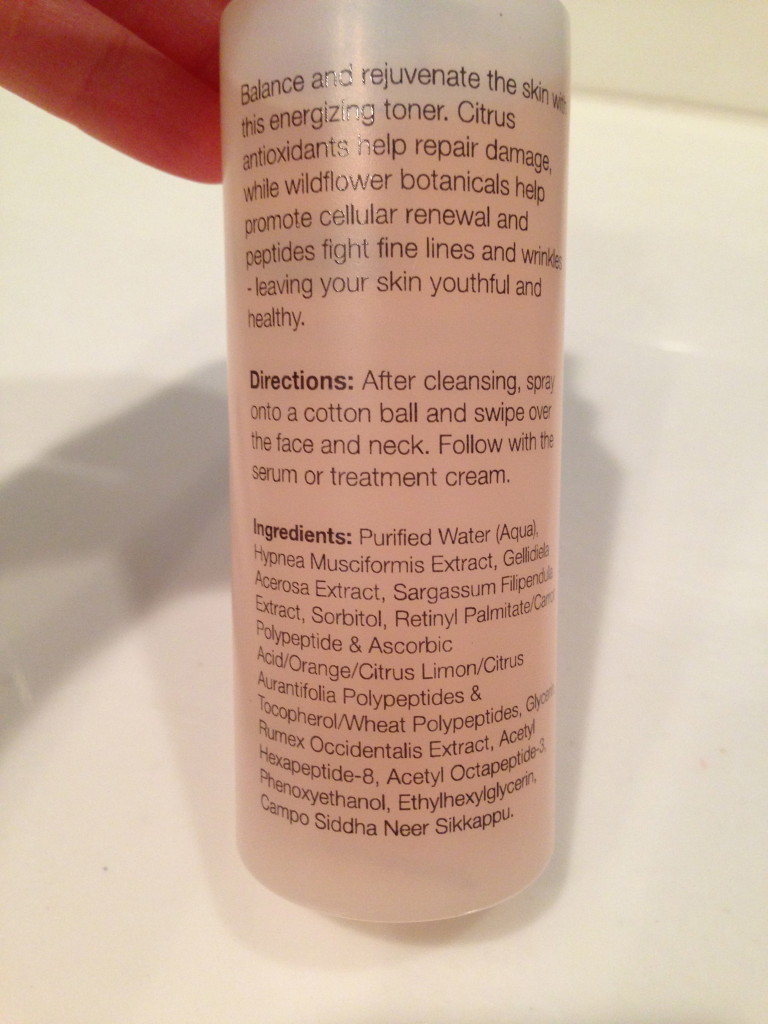 Balance and rejuvenate the skin with
this energizing toner. Citrus
antioxidants help repair damage,
while wildflower botanicals help
promote cellular renewal and
peptides fight fine lines and wrinkles
- leaving your skin youthful and
healthy.
Directions: After cleansing, spray
onto a cotton ball and swipe over
the face and neck. Follow with the
serum or treatment cream.
Ingredients: Purified Water (Aqua),
Hypnea Musciformis Extract, Gellidiela
Acerosa Extract, Sargassum Filipendula
Extract, Sorbitol, Retinyl Palmitate/Carrot
Polypeptide & Ascorbic
Acid/Orange/Citrus Limon/Citrus
Aurantifolia Polypeptides &
Tocopherol/Wheat Polypeptides,
Rumex Occidentalis Extract, Acetyl
Hexapeptide-8, Acetyl Octapeptide-3,
Phenoxyethanol, Ethylhexylglycerin,
Campo Siddha Neer Sikkappu.